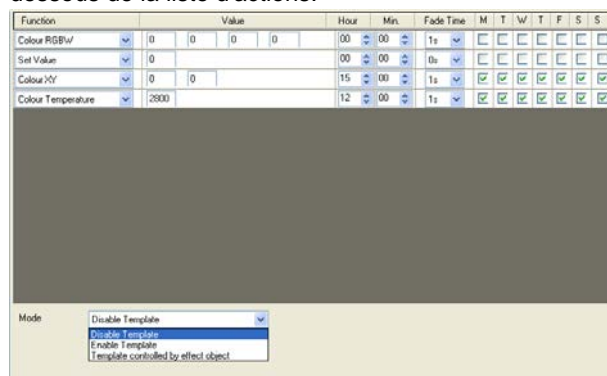 dessous de la liste d'actions.
Function Value Hour Min. Fade Time M T W T F S S
Colour RGBW 0 0 0 0 00 00 1s
Set Value 0 00 00 0s
Colour XY 0 0 15 00 1s
Colour Temperature 2800 12 00 1s
Mode Disable Template
Disable Template
Enable Template
Template controlled by effect object